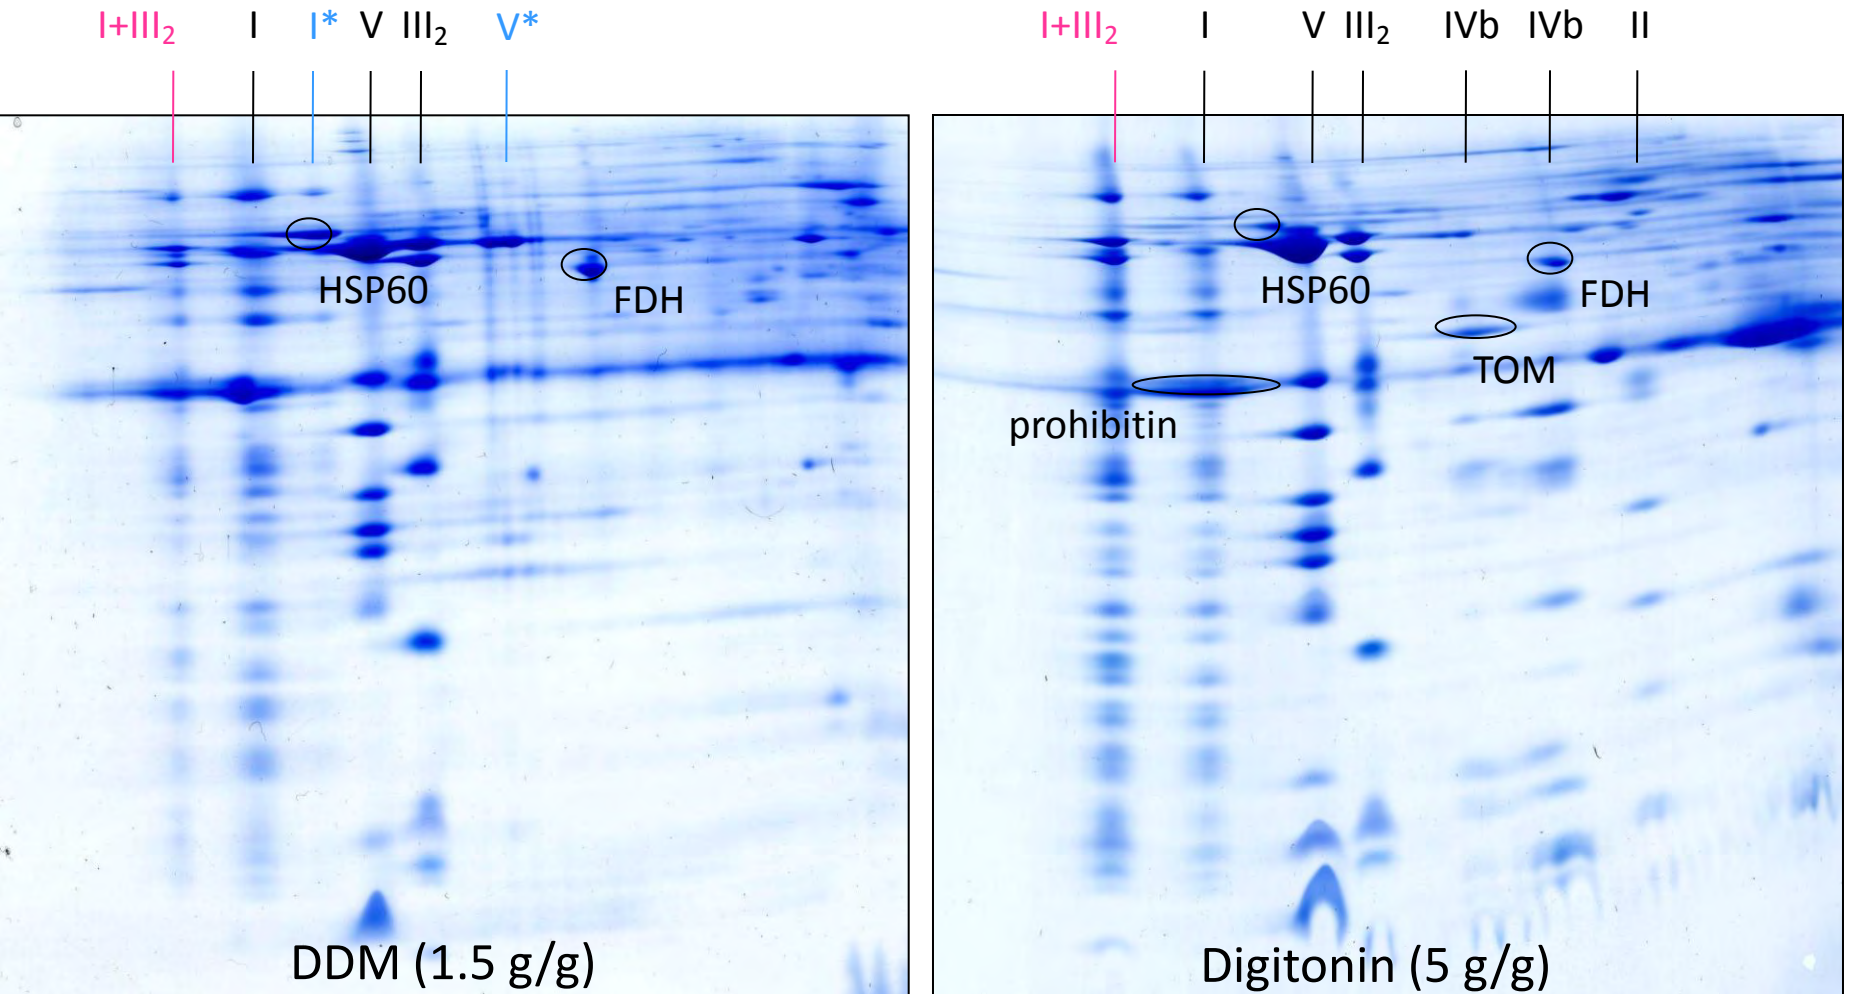 I+III₂ I I* V III₂ V*
HSP60
FDH
DDM (1.5 g/g)
I+III₂ I V III₂ IVb IVb II
HSP60
FDH
TOM
prohibitin
Digitonin (5 g/g)